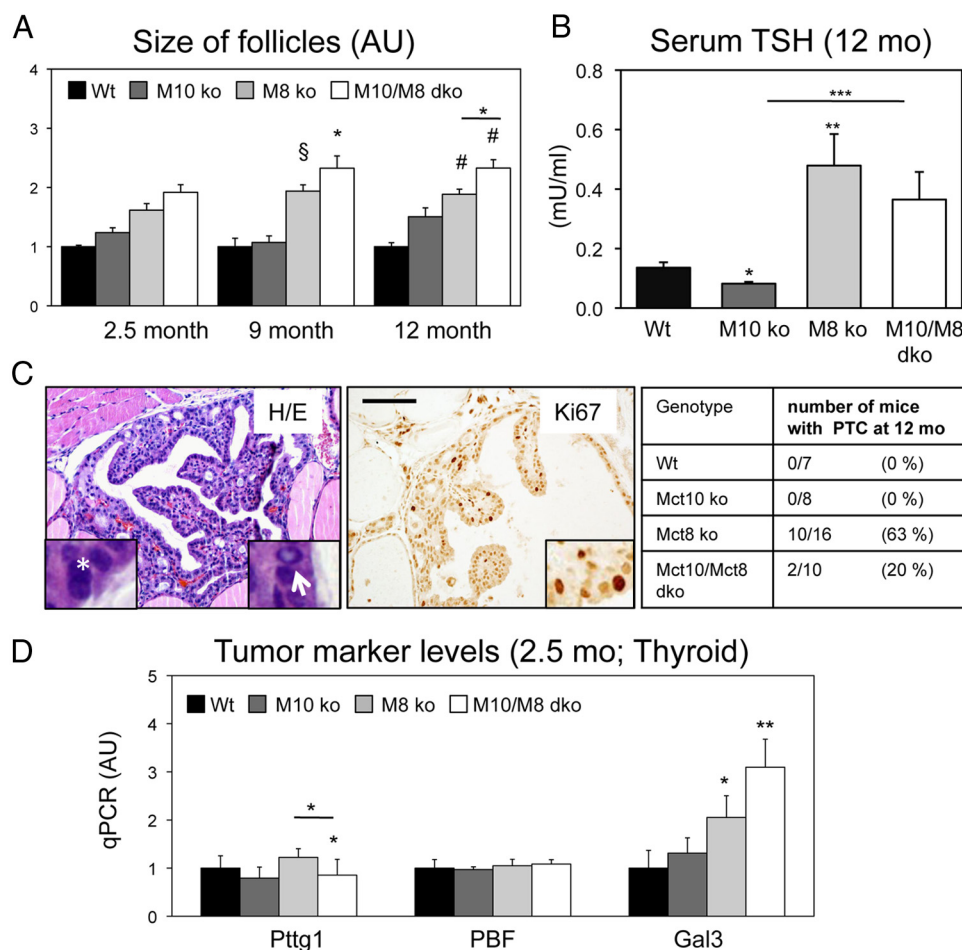 A
Size of follicles (AU)
4
3
2
1
0
Wt M10 ko M8 ko M10/M8 dko
§
*
#
*
#
2.5 month 9 month 12 month
B
Serum TSH (12 mo)
(mU/ml)
0.8
0.6
0.4
0.2
0.0
***
*
**
Wt M10 ko M8 ko M10/M8
dko
C
H/E
*
Ki67
Genotype number of mice
with PTC at 12 mo
Wt 0/7 (0 %)
Mct10 ko 0/8 (0 %)
Mct8 ko 10/16 (63 %)
Mct10/Mct8 2/10 (20 %)
dko
D
Tumor marker levels (2.5 mo; Thyroid)
qPCR (AU)
5
4
3
2
1
0
Wt M10 ko M8 ko M10/M8 dko
*
*
*
**
Pttg1 PBF Gal3